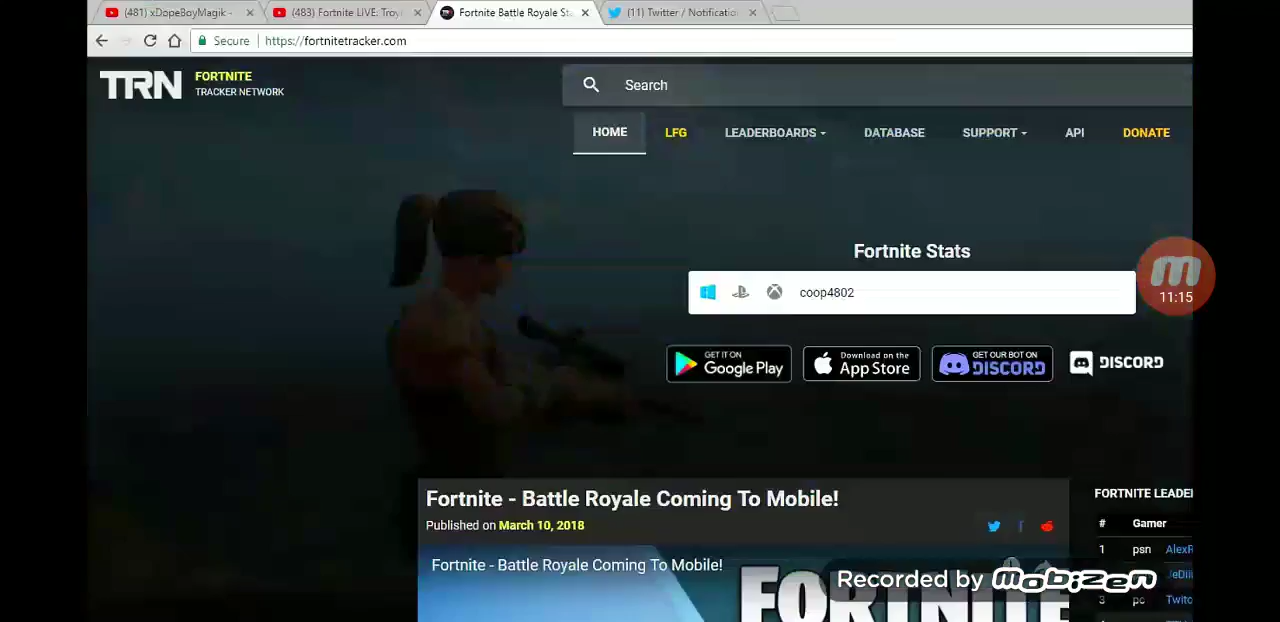 (481) xDopeBoyMagik -
(483) Fortnite LIVE: Troy
Fortnite Battle Royale Sta
(11) Twitter / Notification
Secure
https://fortnitetracker.com
TRN
FORTNITE
TRACKER NETWORK
Search
HOME
LFG
LEADERBOARDS
DATABASE
SUPPORT
API
DONATE
Fortnite Stats
coop4802
11:15
GET IT ON
Google Play
Download on the
App Store
GET OUR BOT ON
DISCORD
DISCORD
Fortnite - Battle Royale Coming To Mobile!
Published on March 10, 2018
FORTNITE LEADE
# Gamer
1 psn AlexR
JeDii
3 pc Twitc
Fortnite - Battle Royale Coming To Mobile!
FORTNITE
Recorded by mobizen